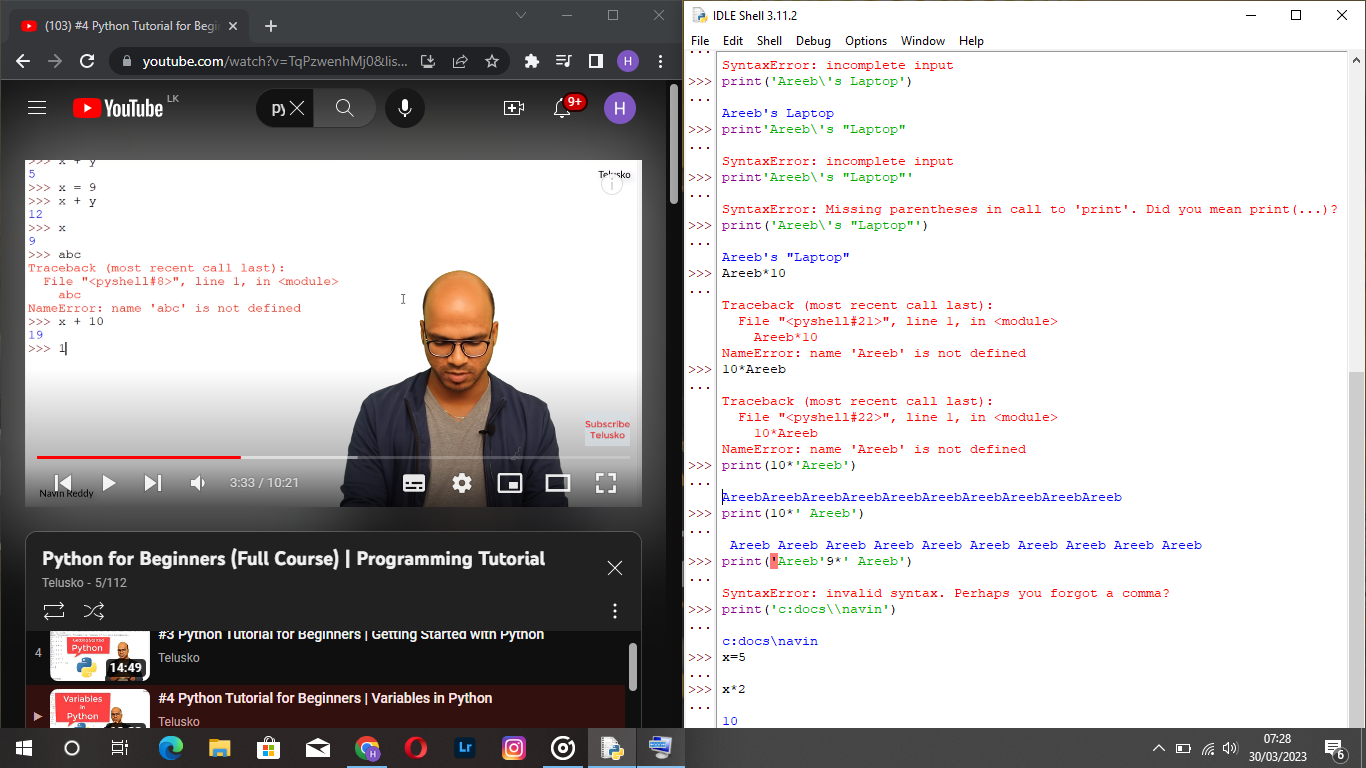 (103) #4 Python Tutorial for Begi
youtube.com/watch?v=TqPzwenhMj0&lis...
H
YouTube LK
py
9+
H
>>> x + y
5
>>> x = 9
>>> x + y
12
>>> x
9
>>> abc
Traceback (most recent call last):
  File "<pyshell#8>", line 1, in <module>
    abc
NameError: name 'abc' is not defined
>>> x + 10
19
>>> 1
Telusko
Subscribe
Telusko
3:33 / 10:21
Navin Reddy
Python for Beginners (Full Course) | Programming Tutorial
Telusko - 5/112
4
Getting Started
Python
14:49
#3 Python Tutorial for Beginners | Getting Started with Python
Telusko
Variables in
Python
#4 Python Tutorial for Beginners | Variables in Python
Telusko
IDLE Shell 3.11.2
File Edit Shell Debug Options Window Help
...
SyntaxError: incomplete input
>>> print('Areeb\'s Laptop')
...
Areeb's Laptop
>>> print'Areeb\'s "Laptop"
...
SyntaxError: incomplete input
>>> print'Areeb\'s "Laptop"'
...
SyntaxError: Missing parentheses in call to 'print'. Did you mean print(...)?
>>> print('Areeb\'s "Laptop"')
...
Areeb's "Laptop"
>>> Areeb*10
...
Traceback (most recent call last):
  File "<pyshell#21>", line 1, in <module>
    Areeb*10
NameError: name 'Areeb' is not defined
>>> 10*Areeb
...
Traceback (most recent call last):
  File "<pyshell#22>", line 1, in <module>
    10*Areeb
NameError: name 'Areeb' is not defined
>>> print(10*'Areeb')
...
AreebAreebAreebAreebAreebAreebAreebAreebAreebAreeb
>>> print(10*' Areeb')
...
 Areeb Areeb Areeb Areeb Areeb Areeb Areeb Areeb Areeb Areeb
>>> print('Areeb'9*' Areeb')
...
SyntaxError: invalid syntax. Perhaps you forgot a comma?
>>> print('c:docs\\navin')
...
c:docs\navin
>>> x=5
...
>>> x*2
...
10
H
Lr
07:28
30/03/2023
6